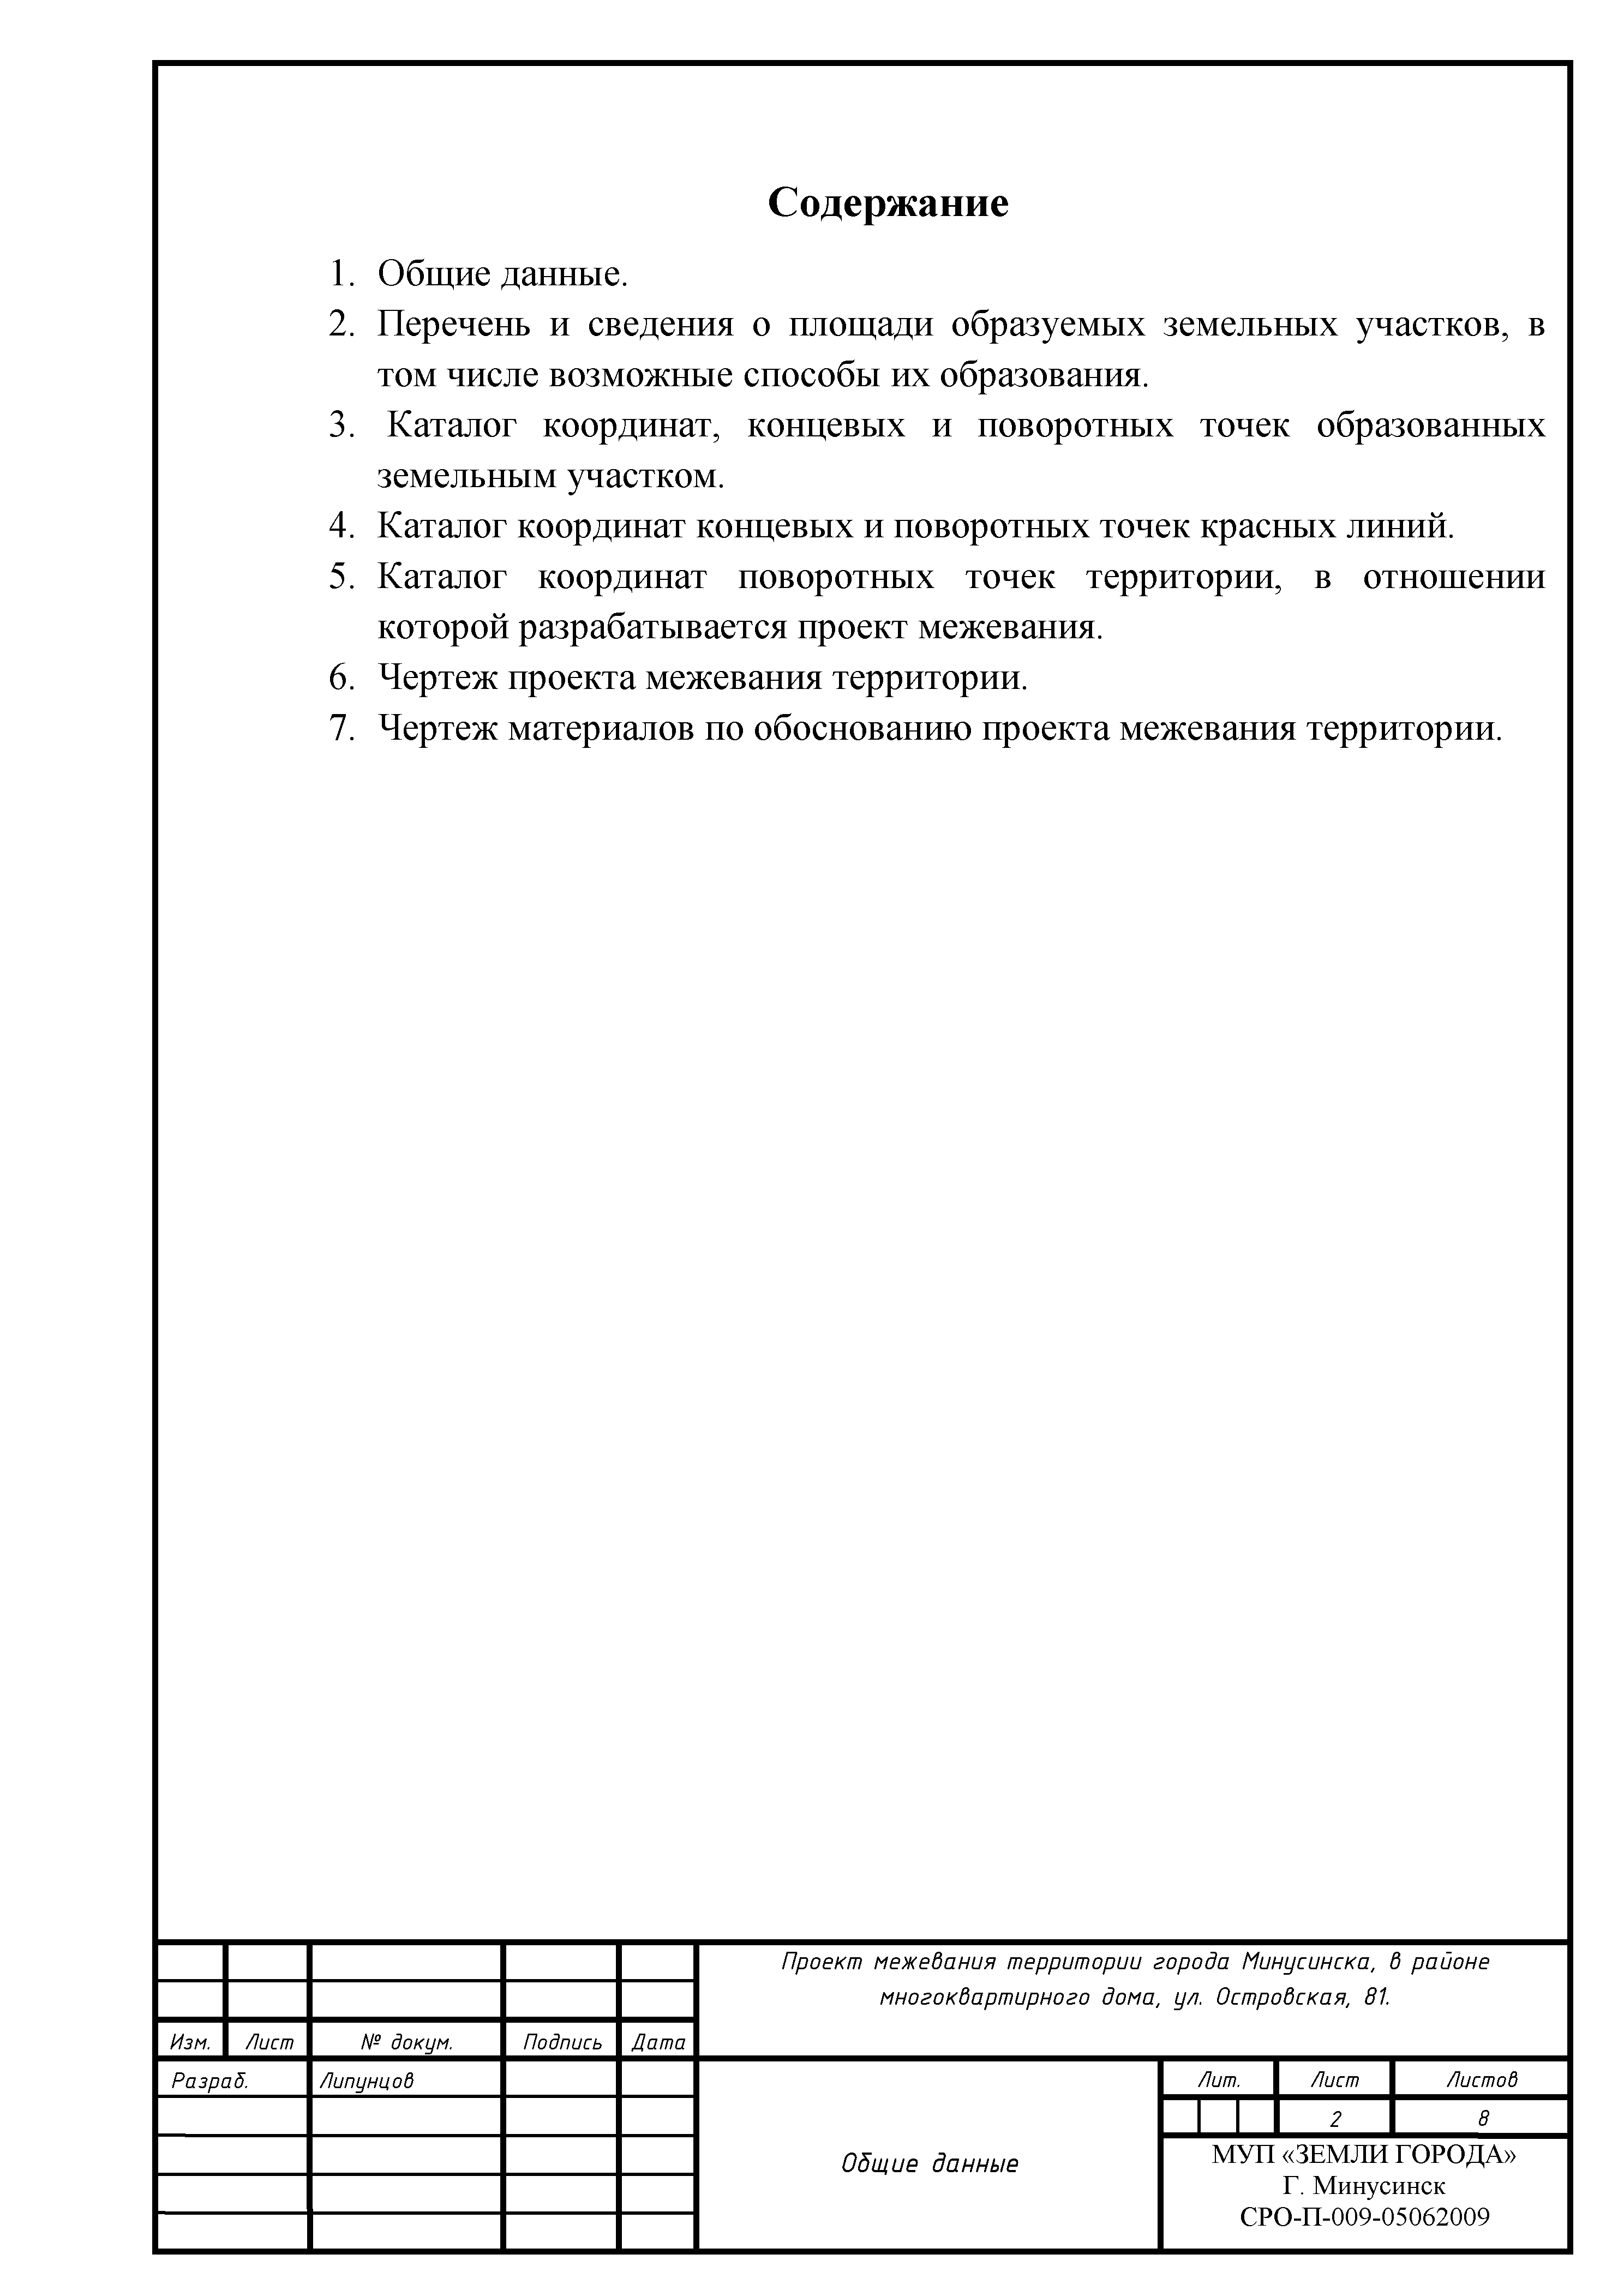 Содержание
1. Общие данные.
2. Перечень и сведения о площади образуемых земельных участков, в
том числе возможные способы их образования.
3. Каталог координат, концевых и поворотных точек образованных
земельным участком.
4. Каталог координат концевых и поворотных точек красных линий.
5. Каталог координат поворотных точек территории, в отношении
которой разрабатывается проект межевания.
6. Чертеж проекта межевания территории.
7. Чертеж материалов по обоснованию проекта межевания территории.
Проект межевания территории города Минусинска, в районе
многоквартирного дома, ул. Островская, 81.
Изм. Лист № докум. Подпись Дата
Разраб. Липунцов
Лит. Лист Листов
2 8
Общие данные
МУП «ЗЕМЛИ ГОРОДА»
Г. Минусинск
СРО-П-009-05062009